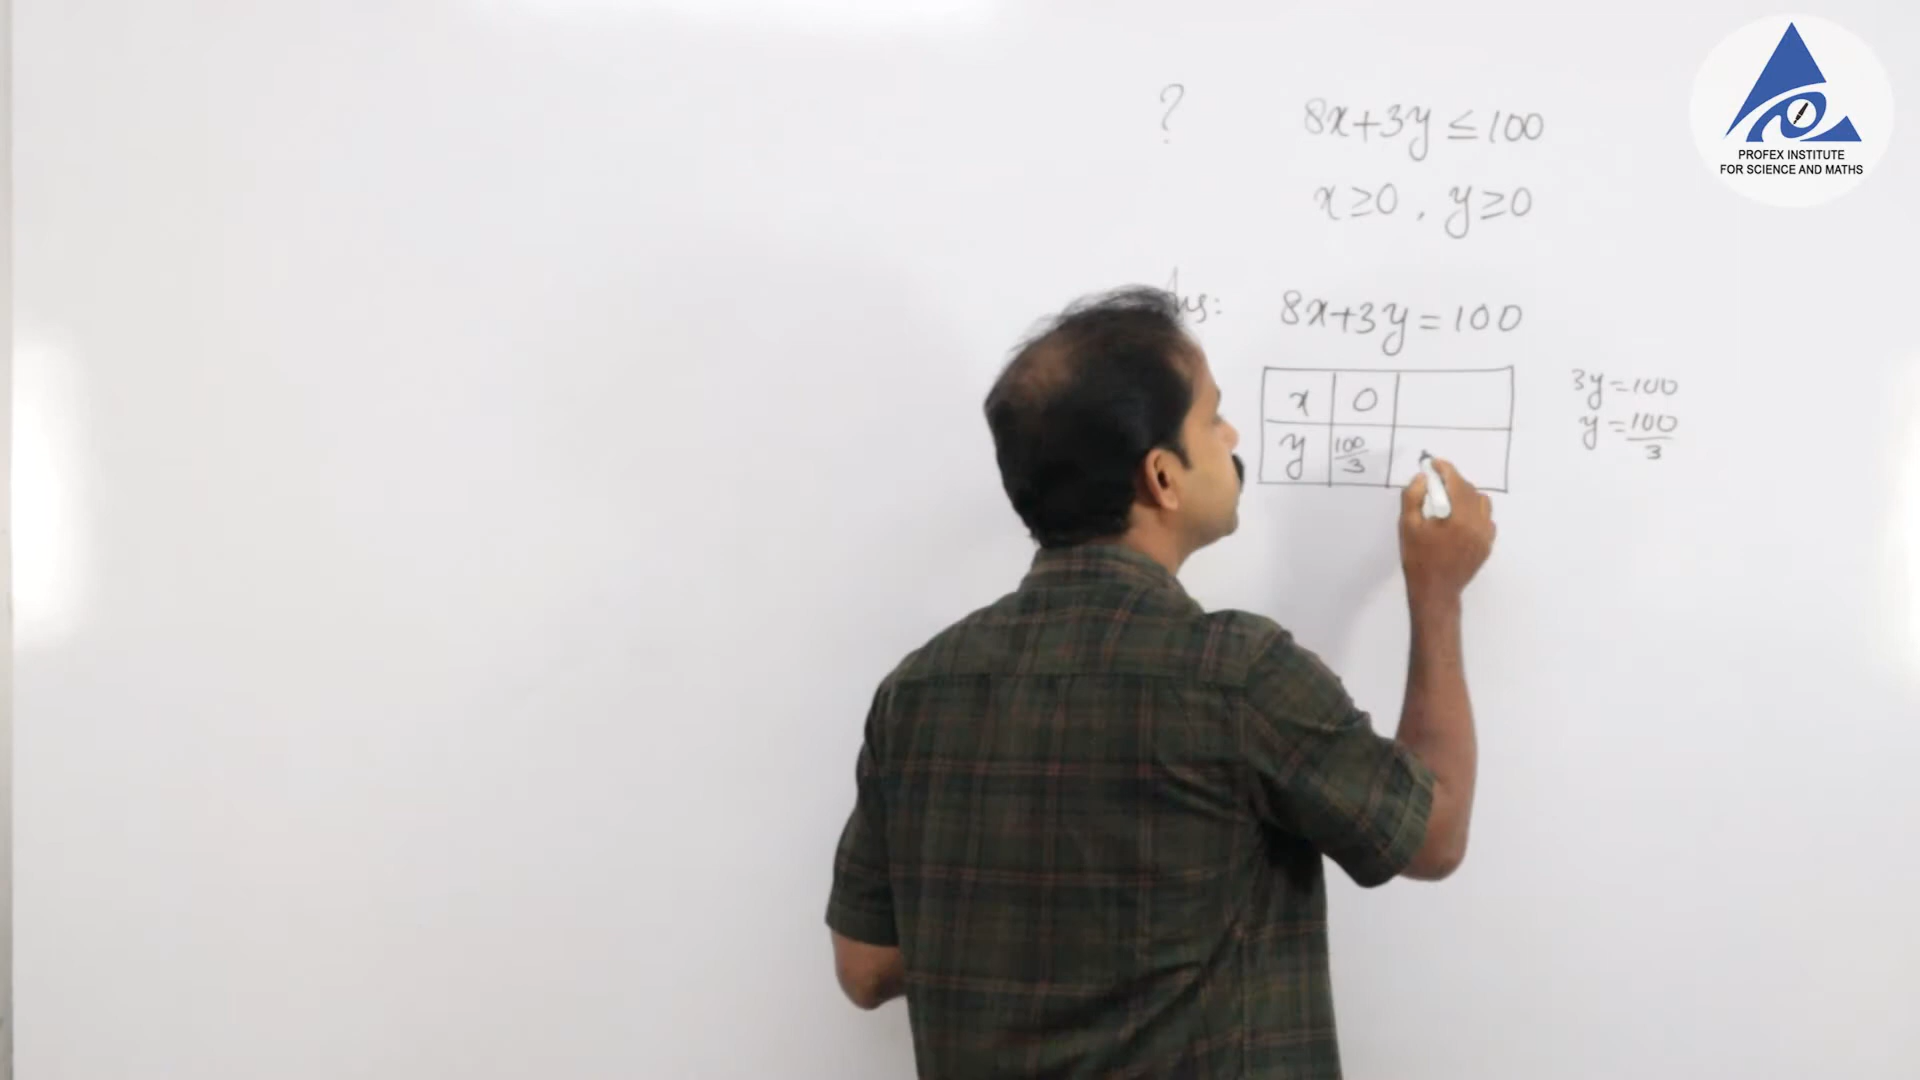 ? 8x+3y ≤ 100
x ≥ 0 , y ≥ 0
Ans: 8x+3y = 100
x 0
y 100/3
3y = 100
y = 100/3
PROFEX INSTITUTE
FOR SCIENCE AND MATHS